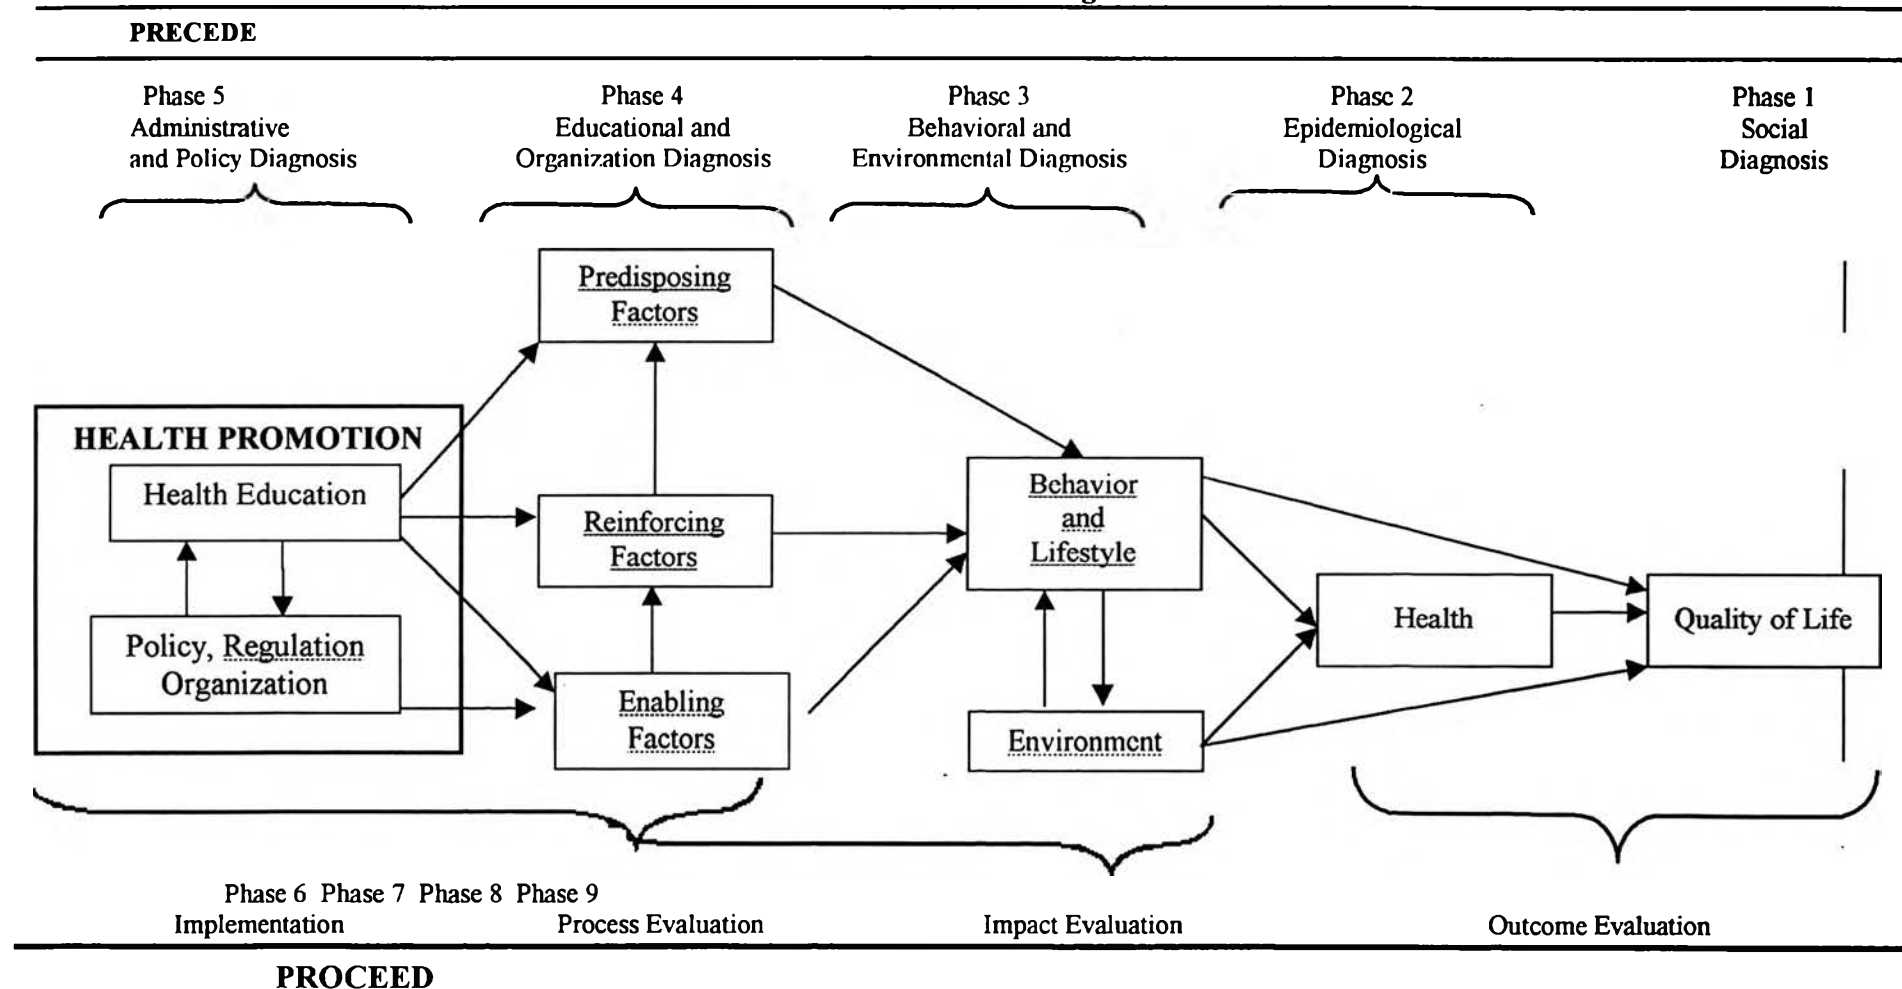 PRECEDE
Phase 5
Administrative
and Policy Diagnosis
Phase 4
Educational and
Organization Diagnosis
Phase 3
Behavioral and
Environmental Diagnosis
Phase 2
Epidemiological
Diagnosis
Phase 1
Social
Diagnosis
Predisposing
Factors
HEALTH PROMOTION
Health Education
Policy, Regulation
Organization
Reinforcing
Factors
Enabling
Factors
Behavior
and
Lifestyle
Environment
Health
Quality of Life
Phase 6 Phase 7 Phase 8 Phase 9
Implementation
Process Evaluation
Impact Evaluation
Outcome Evaluation
PROCEED